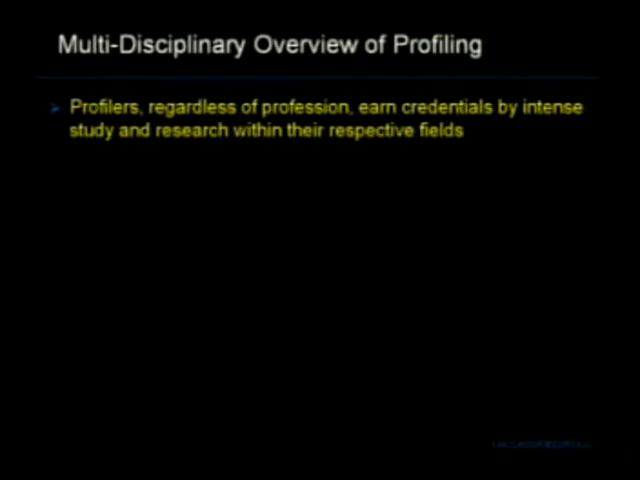 Multi-Disciplinary Overview of Profiling
Profilers, regardless of profession, earn credentials by intense
study and research within their respective fields